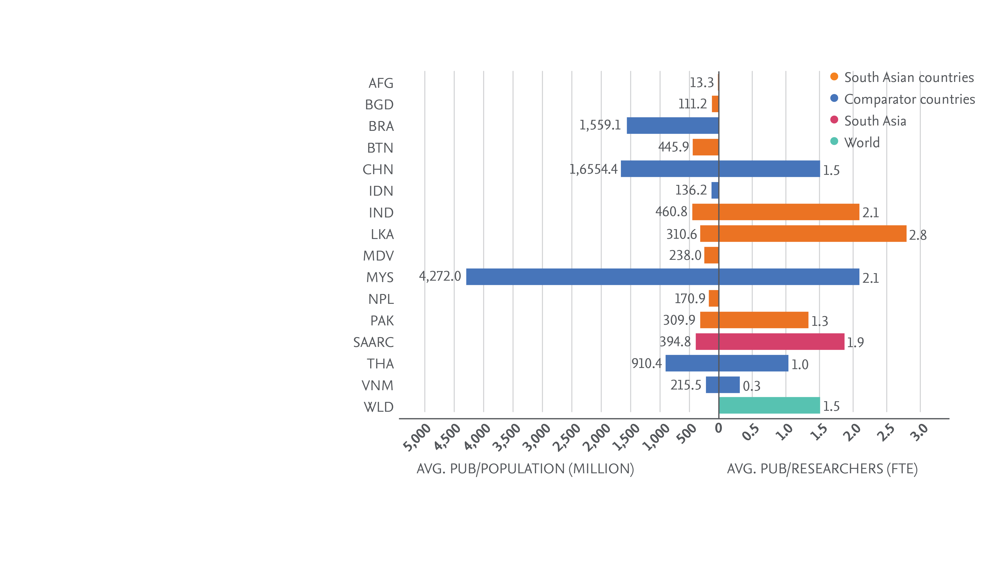 South Asian countries
Comparator countries
South Asia
World
AFG 13.3
BGD 111.2
BRA 1,559.1
BTN 445.9
CHN 1,6554.4 1.5
IDN 136.2
IND 460.8 2.1
LKA 310.6 2.8
MDV 238.0
MYS 4,272.0 2.1
NPL 170.9
PAK 309.9 1.3
SAARC 394.8 1.9
THA 910.4 1.0
VNM 215.5 0.3
WLD 1.5
5,000 4,500 4,000 3,500 3,000 2,500 2,000 1,500 1,000 500 0 0.5 1.0 1.5 2.0 2.5 3.0
AVG. PUB/POPULATION (MILLION) AVG. PUB/RESEARCHERS (FTE)